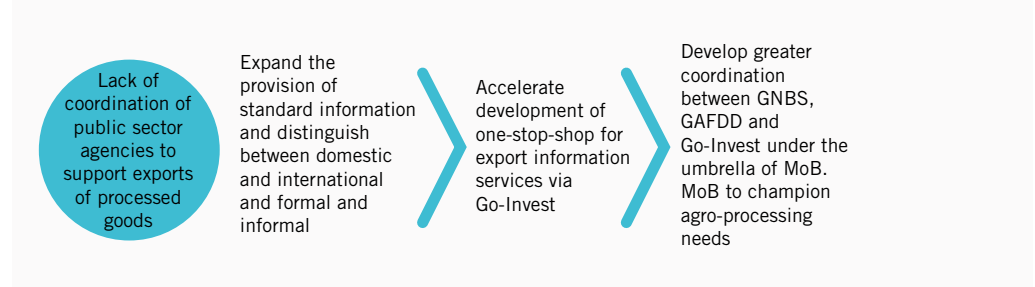 Lack of
coordination of
public sector
agencies to
support exports
of processed
goods
Expand the
provision of
standard information
and distinguish
between domestic
and international
and formal and
informal
Accelerate
development of
one-stop-shop for
export information
services via
Go-Invest
Develop greater
coordination
between GNBS,
GAFDD and
Go-Invest under the
umbrella of MoB.
MoB to champion
agro-processing
needs